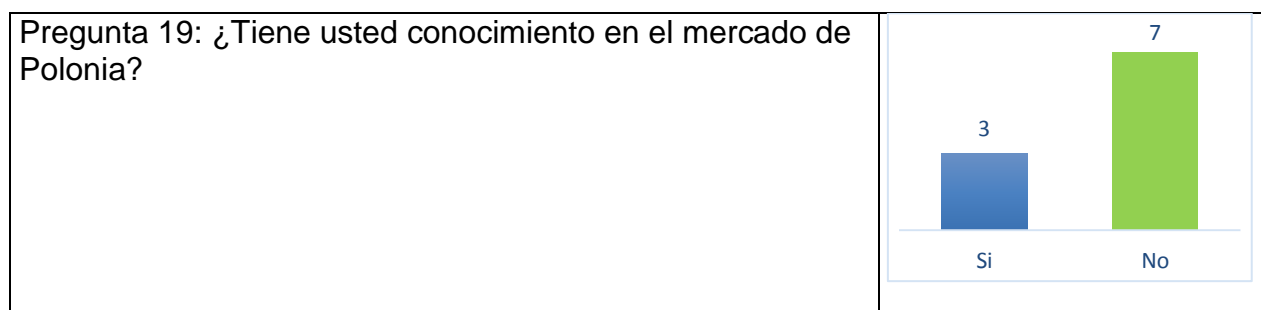 Pregunta 19: ¿Tiene usted conocimiento en el mercado de
Polonia?
7
3
Si
No